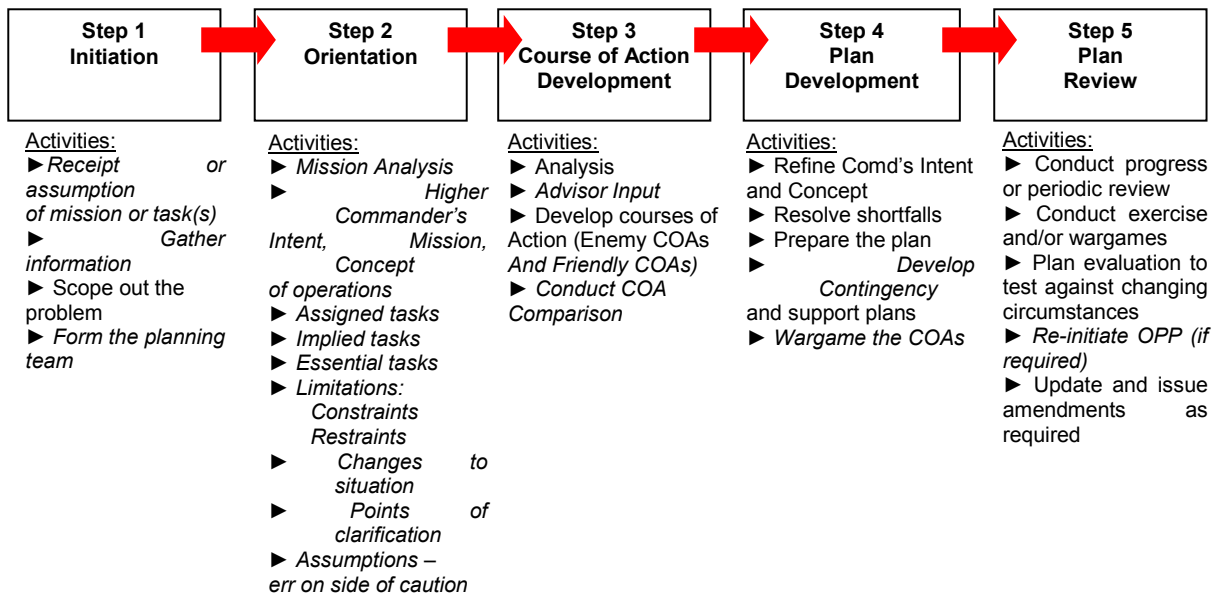 Step 1
Initiation
Step 2
Orientation
Step 3
Course of Action
Development
Step 4
Plan
Development
Step 5
Plan
Review
Activities:
►Receipt or
assumption
of mission or task(s)
► Gather
information
► Scope out the
problem
► Form the planning
team
Activities:
► Mission Analysis
► Higher
Commander's
Intent, Mission,
Concept
of operations
► Assigned tasks
► Implied tasks
► Essential tasks
► Limitations:
Constraints
Restraints
► Changes to
situation
► Points of
clarification
► Assumptions –
err on side of caution
Activities:
► Analysis
► Advisor Input
► Develop courses of
Action (Enemy COAs
And Friendly COAs)
► Conduct COA
Comparison
Activities:
► Refine Comd's Intent
and Concept
► Resolve shortfalls
► Prepare the plan
► Develop
Contingency
and support plans
► Wargame the COAs
Activities:
► Conduct progress
or periodic review
► Conduct exercise
and/or wargames
► Plan evaluation to
test against changing
circumstances
► Re-initiate OPP (if
required)
► Update and issue
amendments as
required